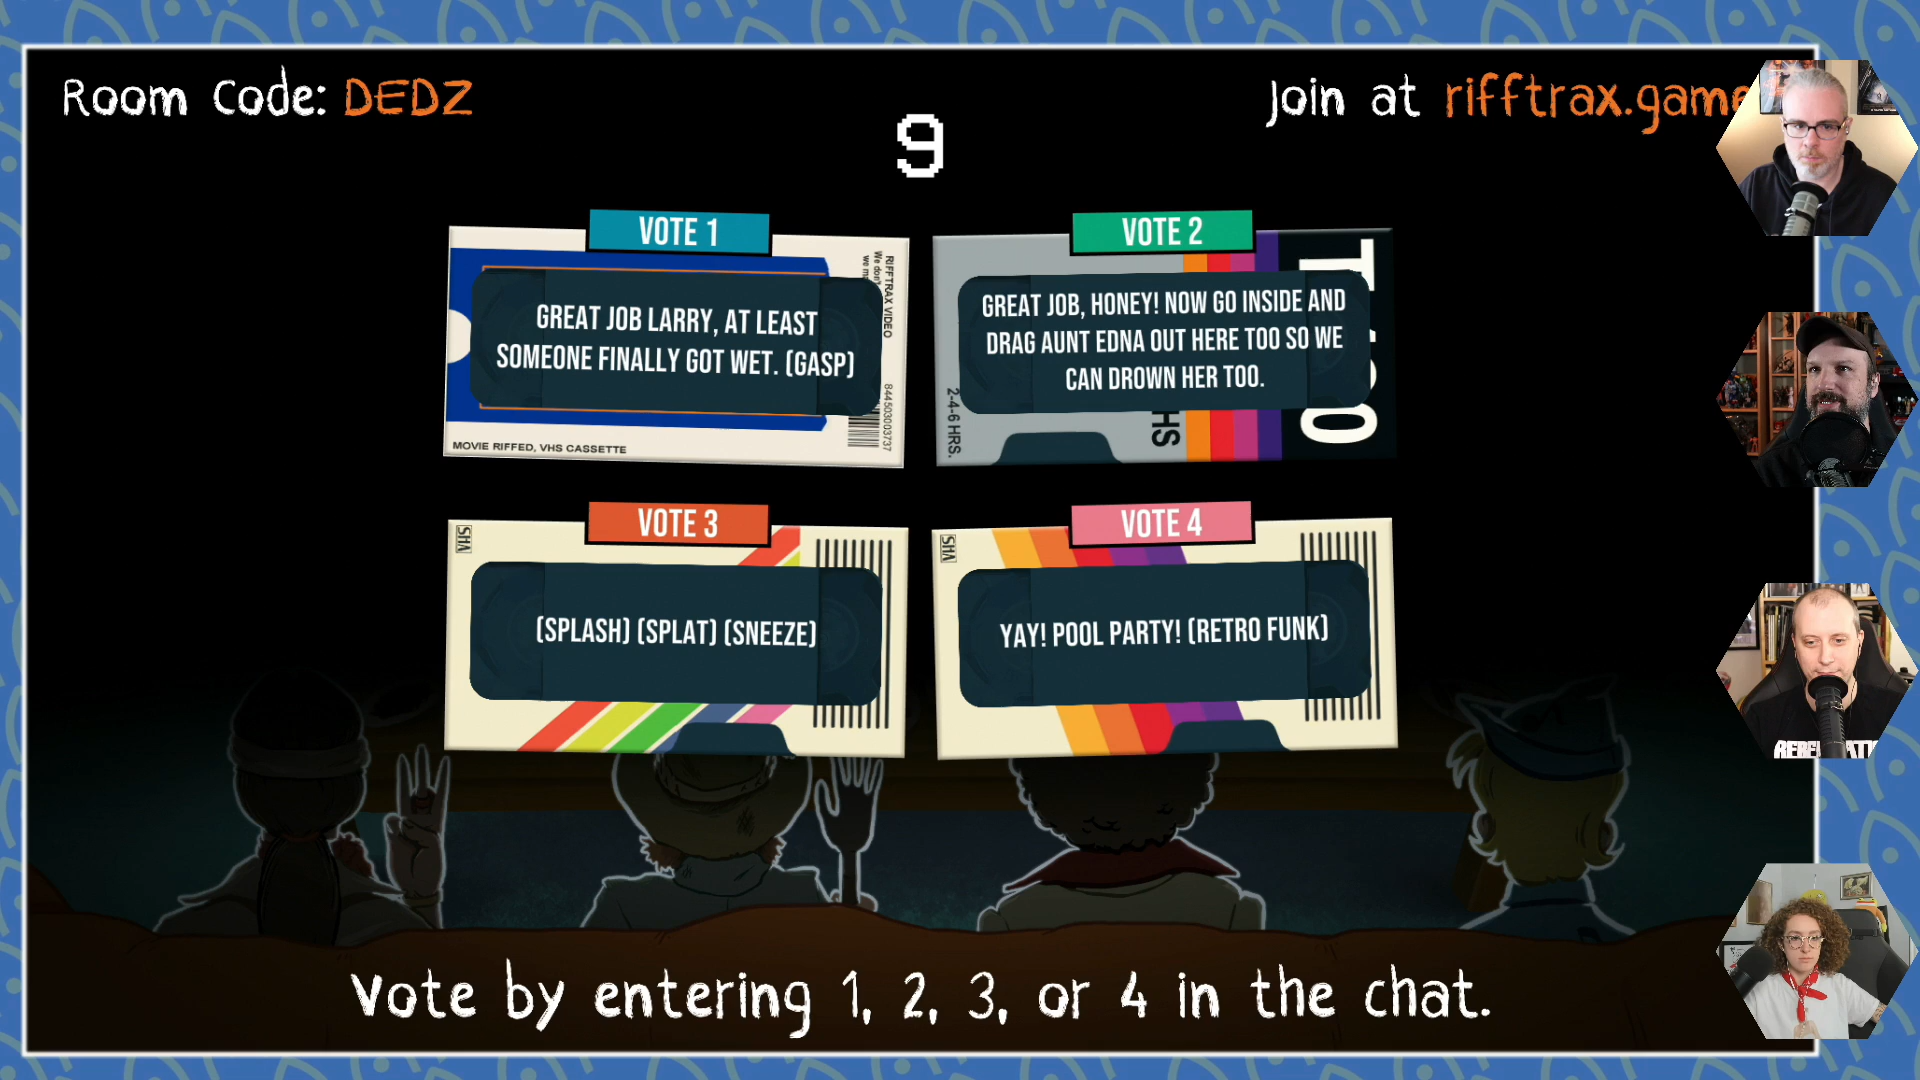 Room Code: DEDZ
Join at rifftrax.game
9
VOTE 1
GREAT JOB LARRY, AT LEAST
SOMEONE FINALLY GOT WET. (GASP)
RIFFTRAX VIDEO
844503003737
MOVIE RIFFED, VHS CASSETTE
VOTE 2
GREAT JOB, HONEY! NOW GO INSIDE AND
DRAG AUNT EDNA OUT HERE TOO SO WE
CAN DROWN HER TOO.
2-4-6 HRS.
VOTE 3
(SPLASH) (SPLAT) (SNEEZE)
VOTE 4
YAY! POOL PARTY! (RETRO FUNK)
Vote by entering 1, 2, 3, or 4 in the chat.